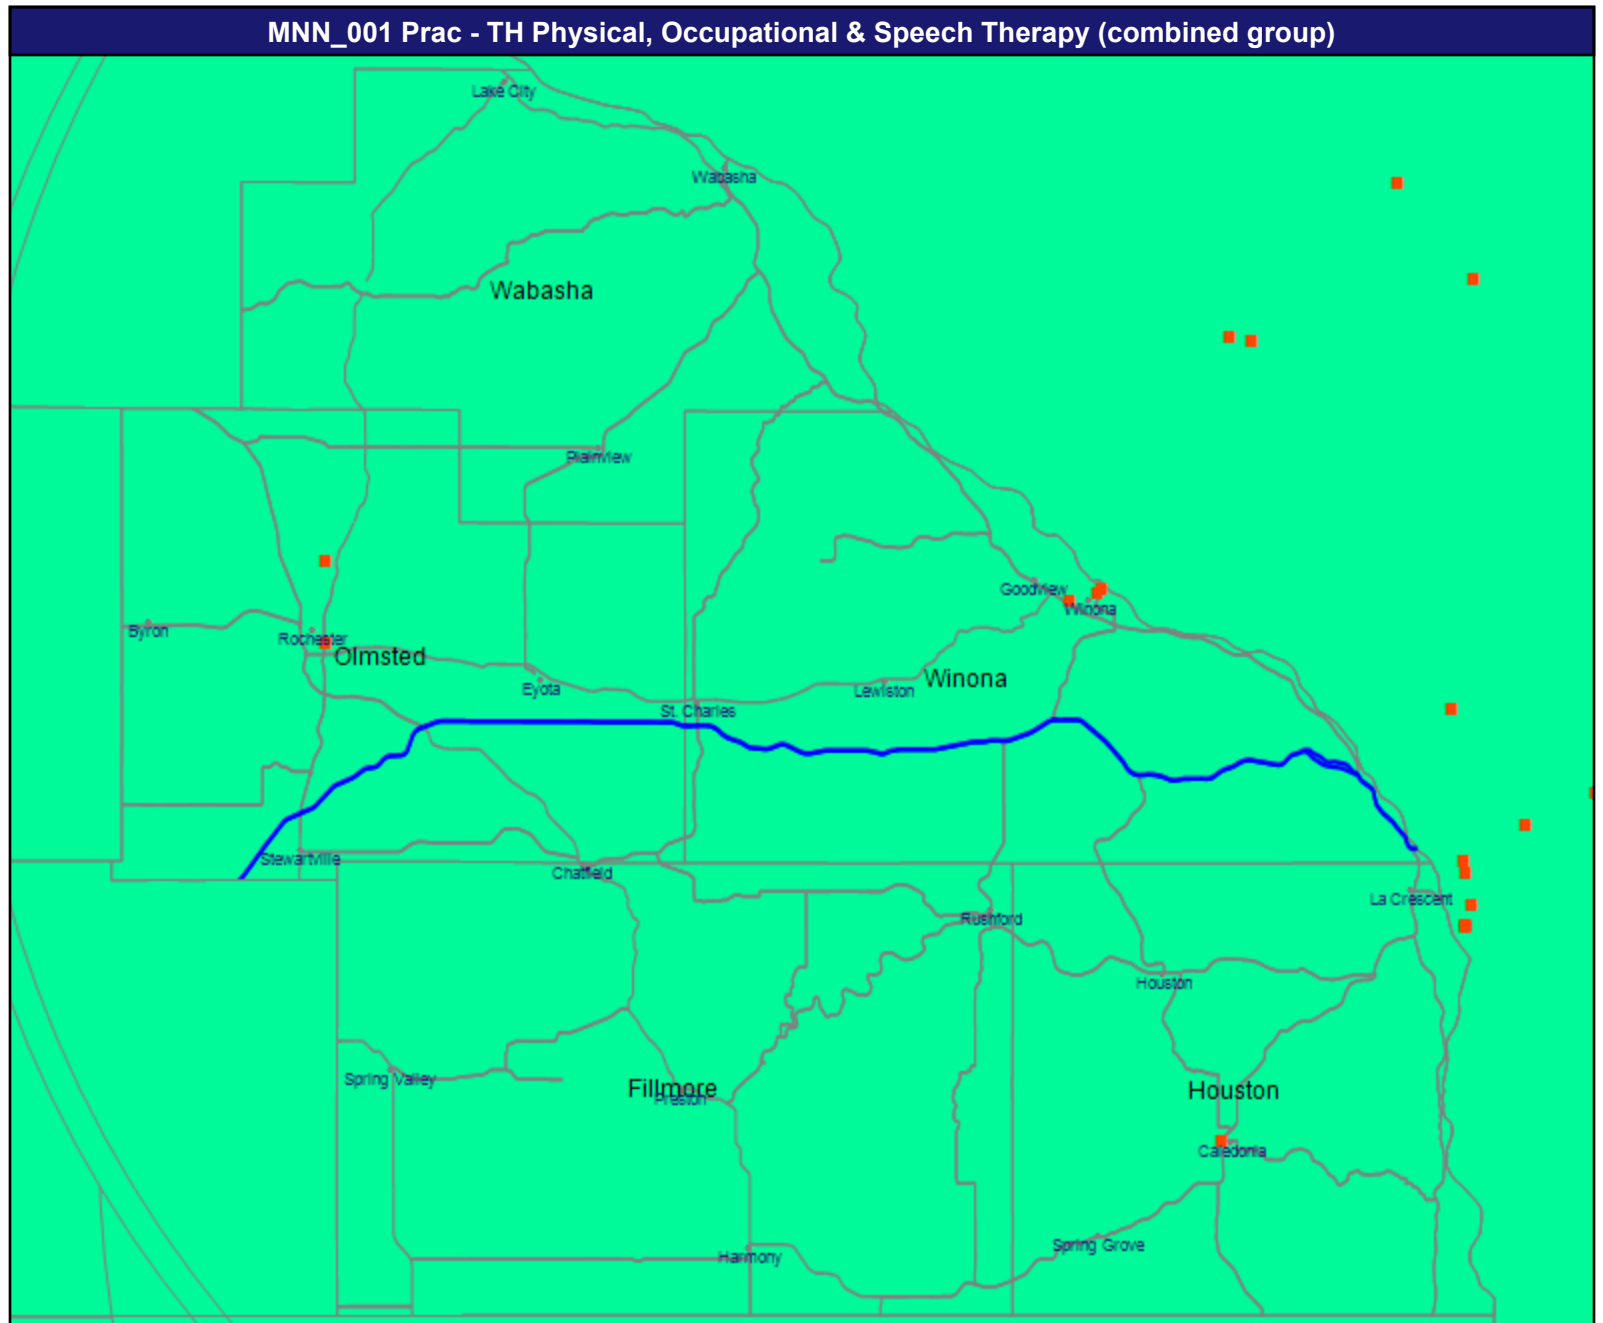 MNN_001 Prac - TH Physical, Occupational & Speech Therapy (combined group)
Lake City
Wabasha
Wabasha
Plainview
Goodview
Winona
Byron
Rochester
Olmsted
Eyota
Lewiston
Winona
St. Charles
Stewartville
Chatfield
La Crescent
Rushford
Houston
Spring Valley
Fillmore
Preston
Houston
Caledonia
Harmony
Spring Grove